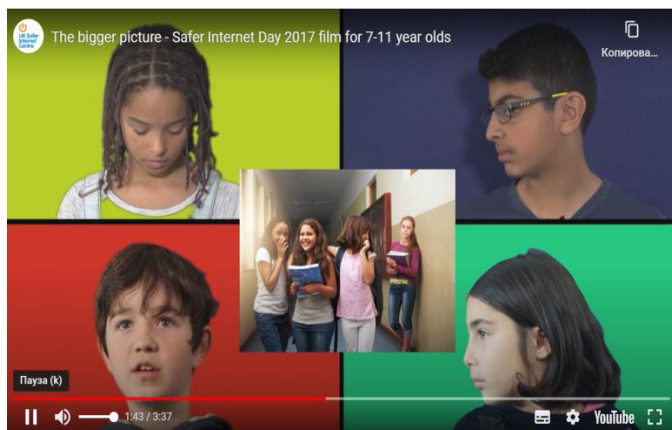 UK Safer
Internet
Centre
The bigger picture - Safer Internet Day 2017 film for 7-11 year olds
Копирова...
Пауза (k)
1:43 / 3:37
YouTube